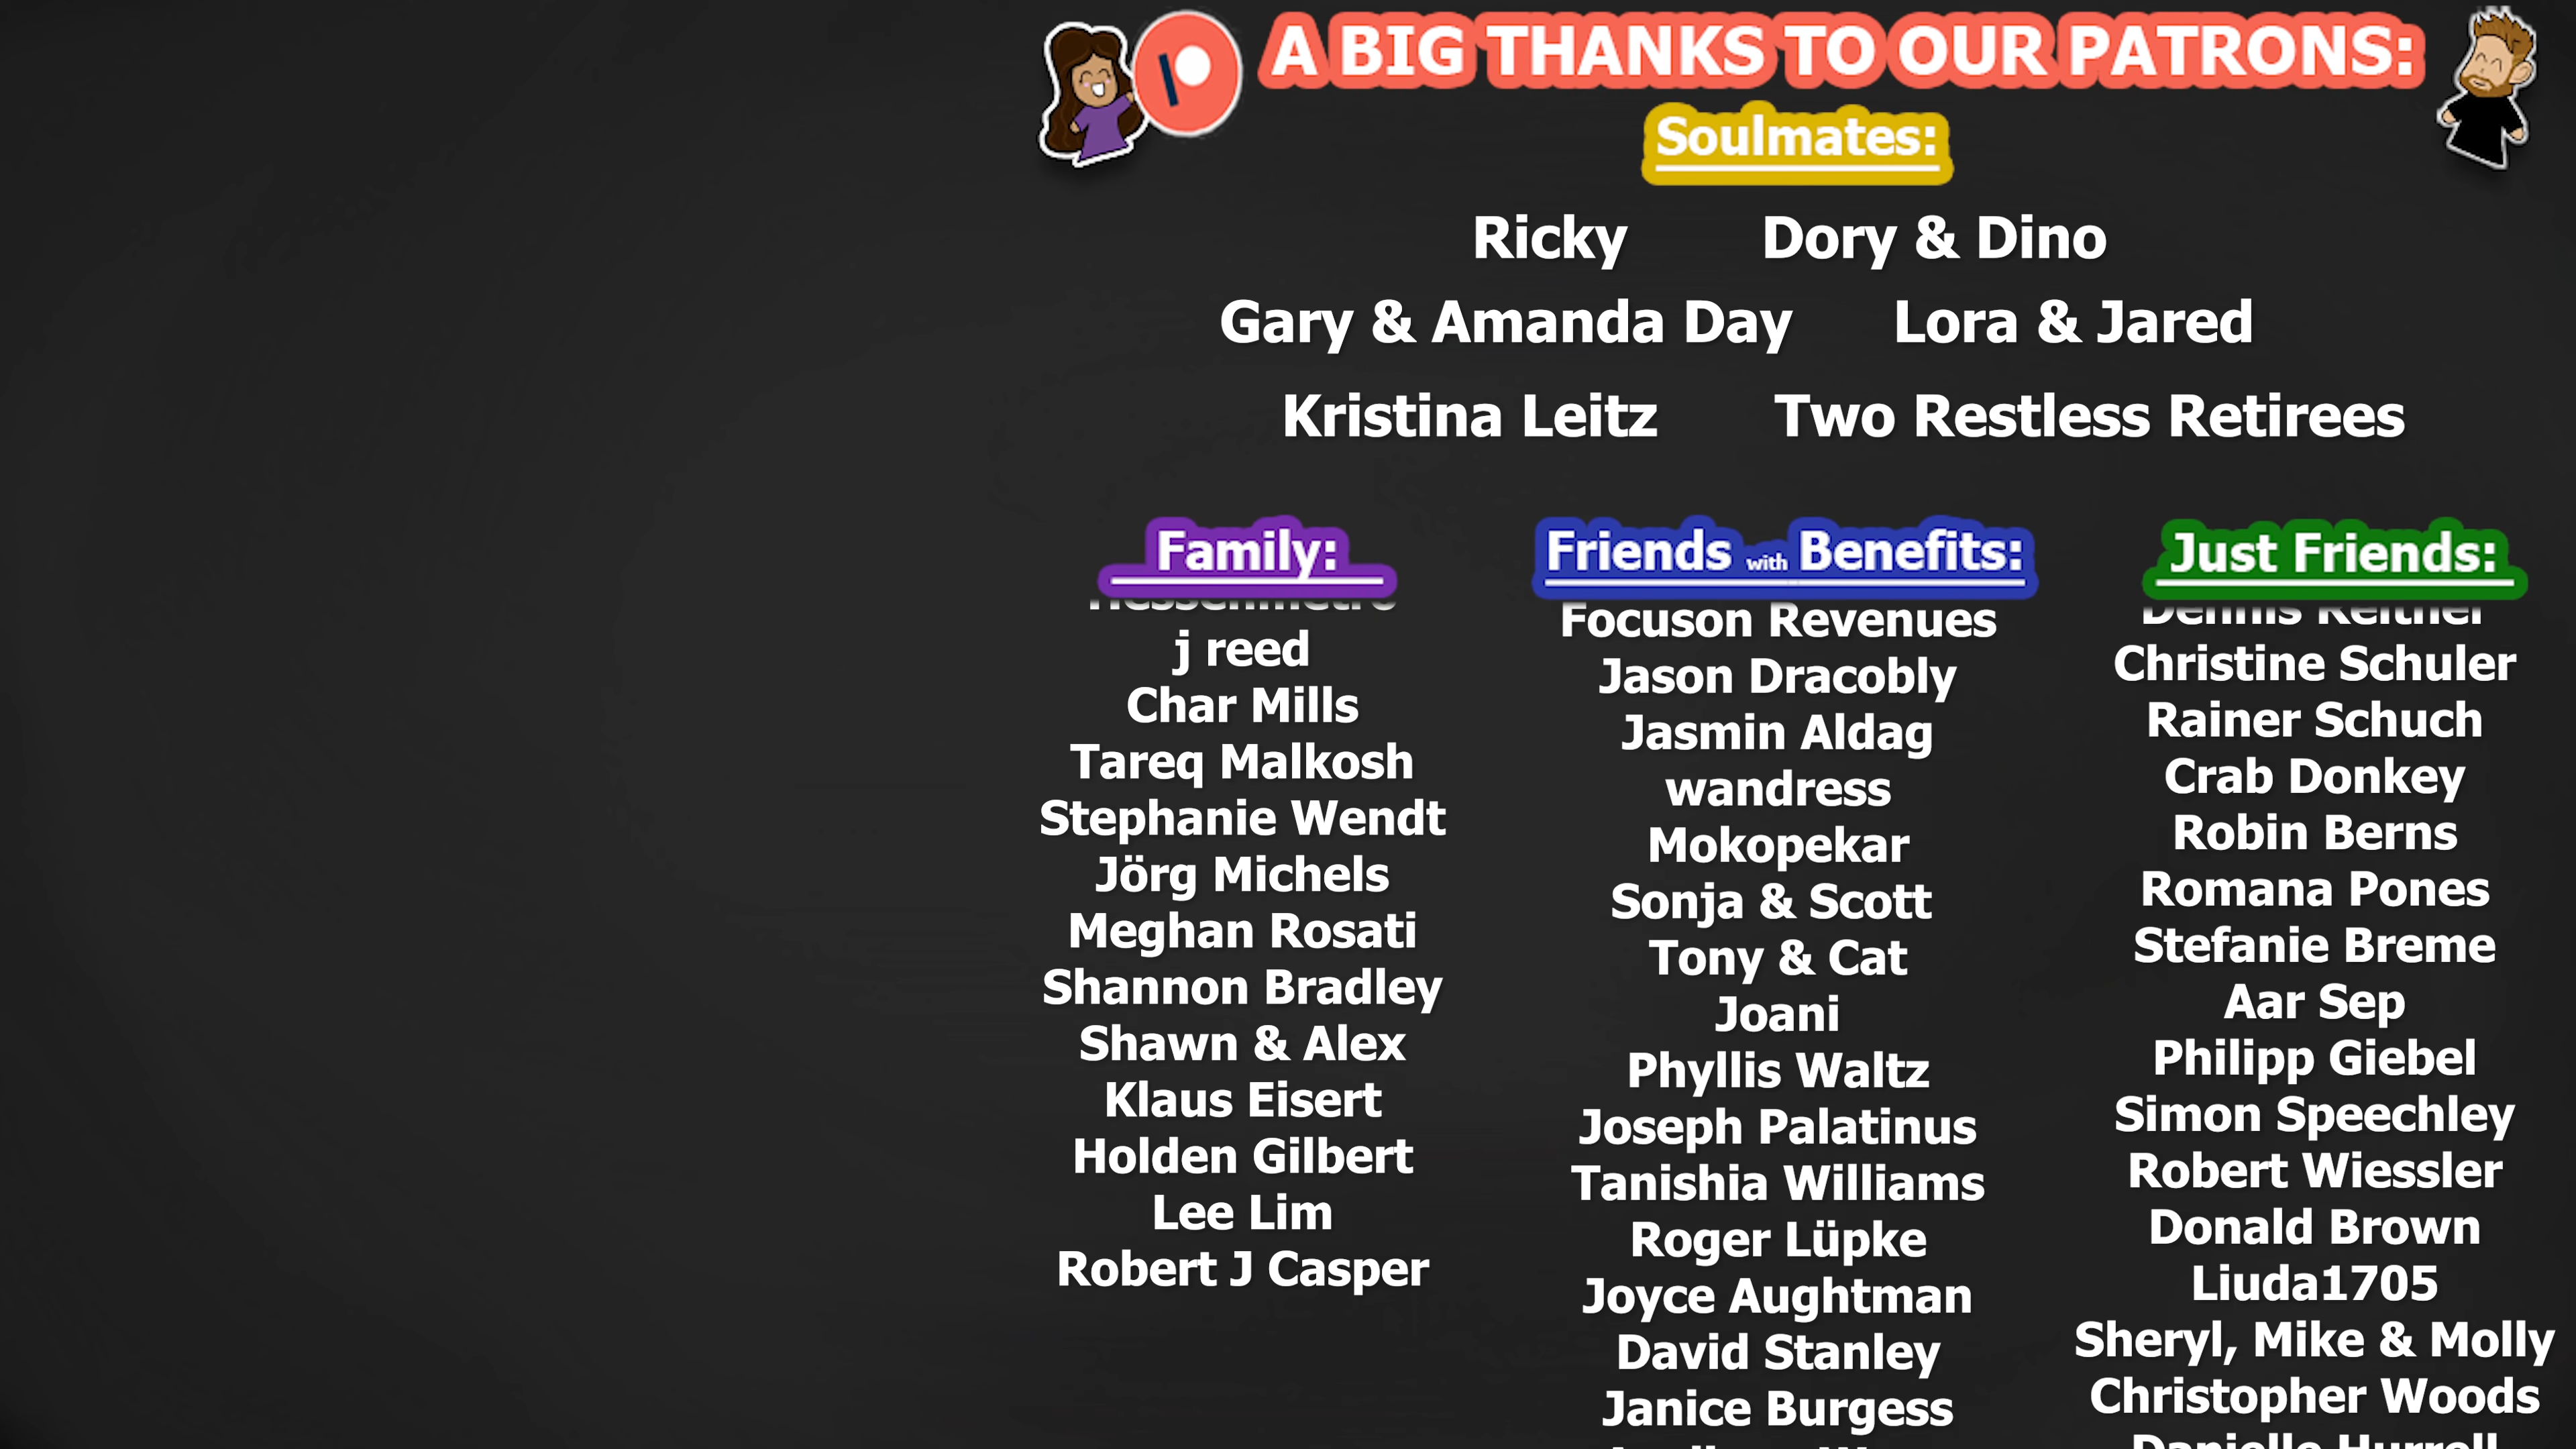 A BIG THANKS TO OUR PATRONS:
Soulmates:
Ricky Dory & Dino
Gary & Amanda Day Lora & Jared
Kristina Leitz Two Restless Retirees
Family:
j reed
Char Mills
Tareq Malkosh
Stephanie Wendt
Jörg Michels
Meghan Rosati
Shannon Bradley
Shawn & Alex
Klaus Eisert
Holden Gilbert
Lee Lim
Robert J Casper
Friends with Benefits:
Focuson Revenues
Jason Dracobly
Jasmin Aldag
wandress
Mokopekar
Sonja & Scott
Tony & Cat
Joani
Phyllis Waltz
Joseph Palatinus
Tanishia Williams
Roger Lüpke
Joyce Aughtman
David Stanley
Janice Burgess
Just Friends:
Dennis
Christine Schuler
Rainer Schuch
Crab Donkey
Robin Berns
Romana Pones
Stefanie Breme
Aar Sep
Philipp Giebel
Simon Speechley
Robert Wiessler
Donald Brown
Liuda1705
Sheryl, Mike & Molly
Christopher Woods
Danielle Hurrell